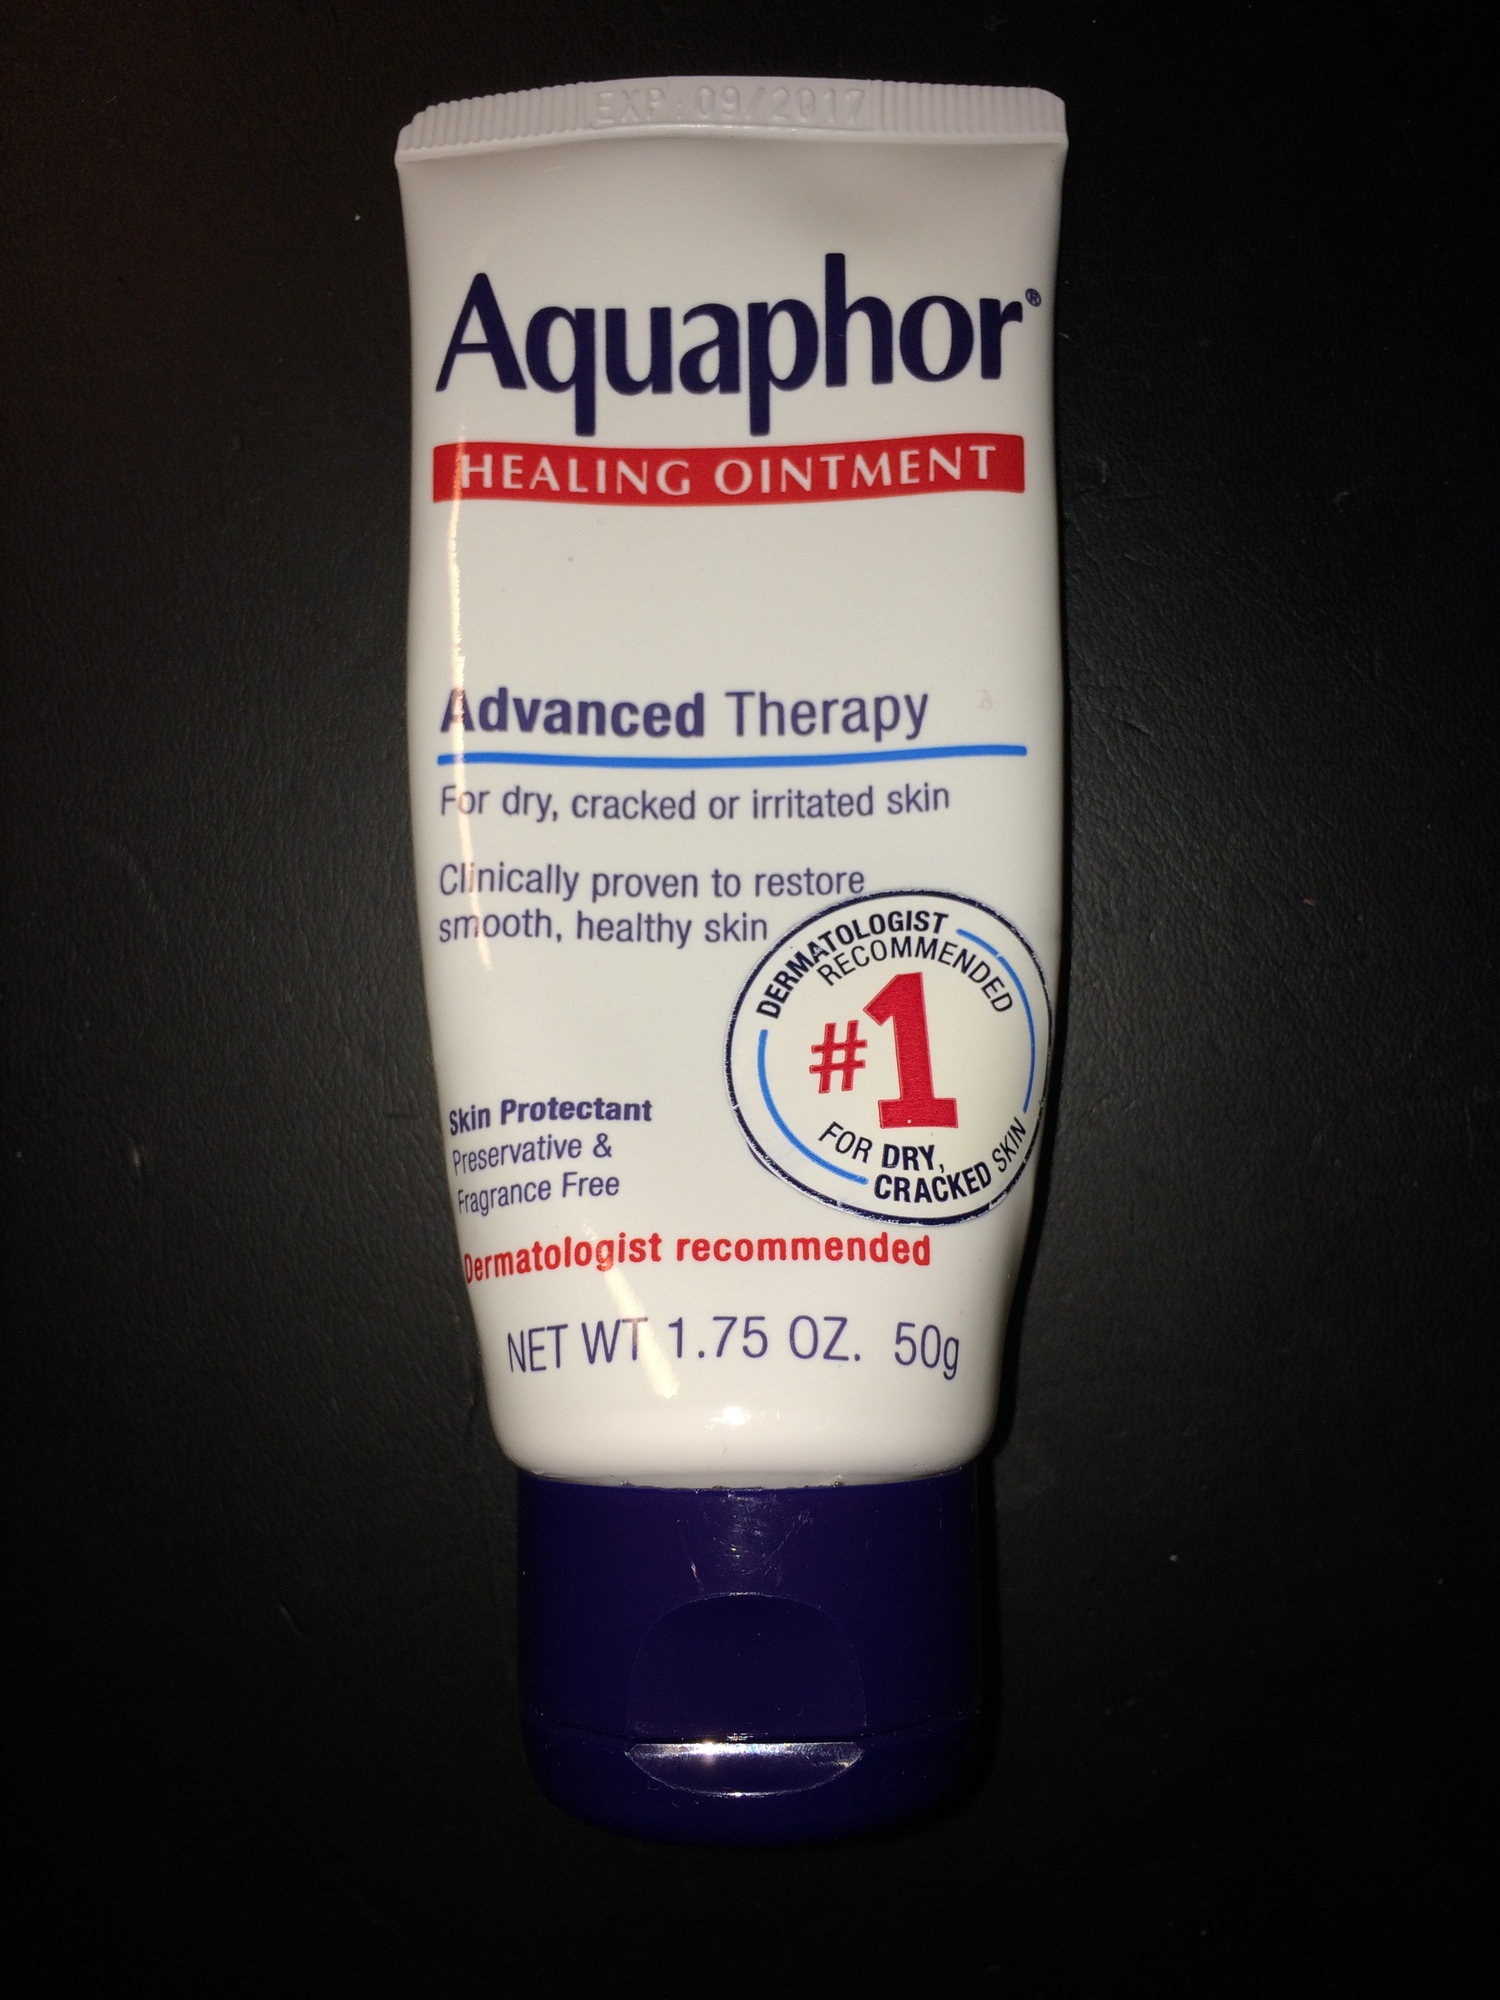 EXP: 09/2017
Aquaphor®
HEALING OINTMENT
Advanced Therapy
For dry, cracked or irritated skin
Clinically proven to restore
smooth, healthy skin
DERMATOLOGIST
RECOMMENDED
#1
FOR DRY,
CRACKED SKIN
Skin Protectant
Preservative &
Fragrance Free
Dermatologist recommended
NET WT 1.75 OZ. 50g